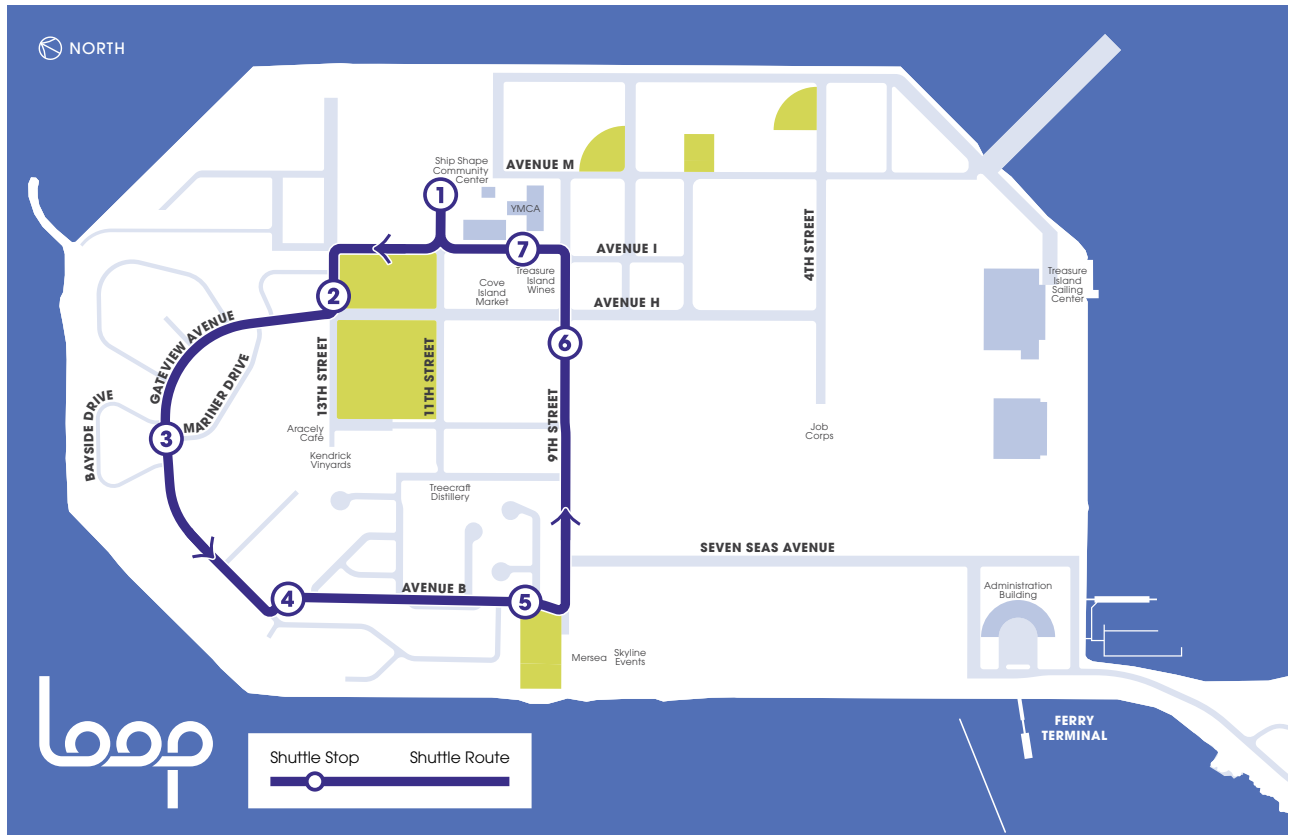 NORTH
Ship Shape
Community
Center
AVENUE M
1
YMCA
7
AVENUE I
4TH STREET
Treasure
Island
Wines
Cove
Island
Market
Treasure
Island
Sailing
Center
2
AVENUE H
GATEVIEW AVENUE
6
13TH STREET
11TH STREET
MARINER DRIVE
9TH STREET
BAYSIDE DRIVE
3
Aracely
Café
Kendrick
Vinyards
Job
Corps
Treecraft
Distillery
SEVEN SEAS AVENUE
AVENUE B
4
5
Administration
Building
Mersea
Skyline
Events
loop
Shuttle Stop
Shuttle Route
FERRY
TERMINAL